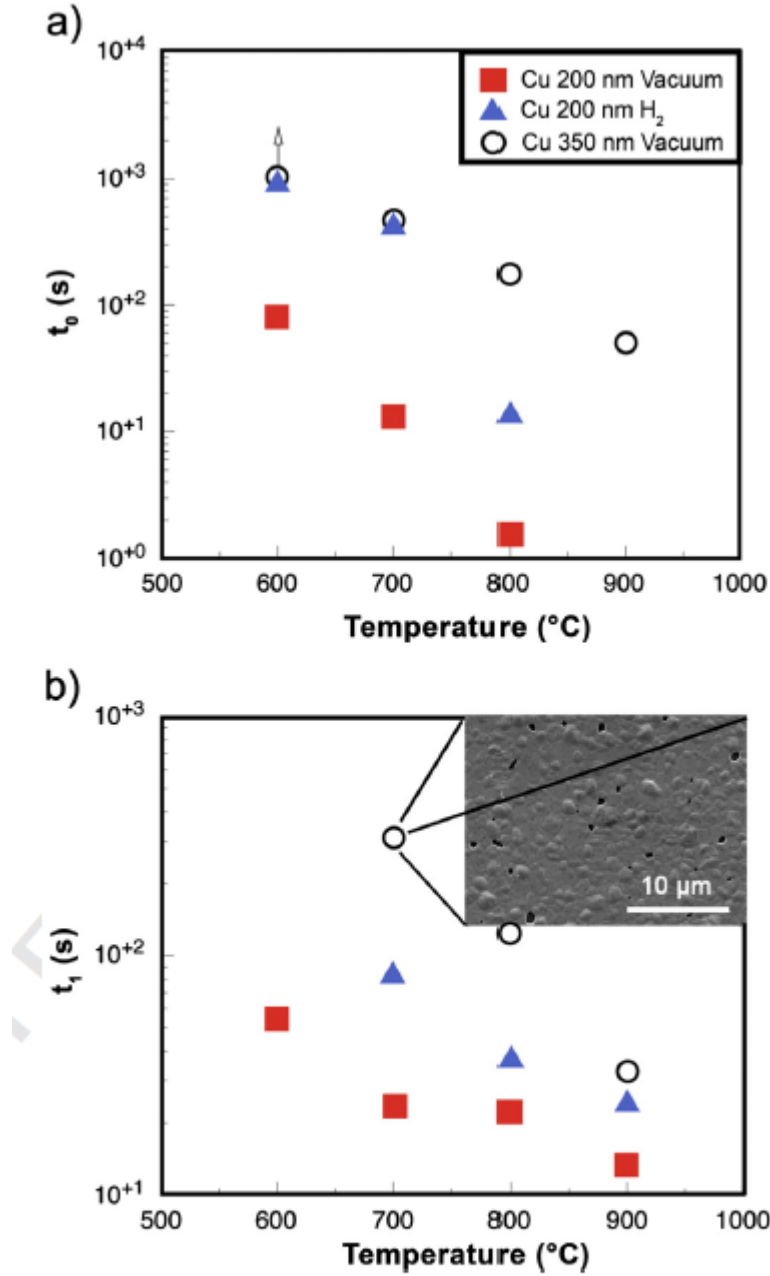 a)
10+4
10+3
10+2
10+1
10+0
t0 (s)
Cu 200 nm Vacuum
Cu 200 nm H2
Cu 350 nm Vacuum
500 600 700 800 900 1000
Temperature (°C)
b)
10+3
10+2
10+1
t1 (s)
10 µm
500 600 700 800 900 1000
Temperature (°C)